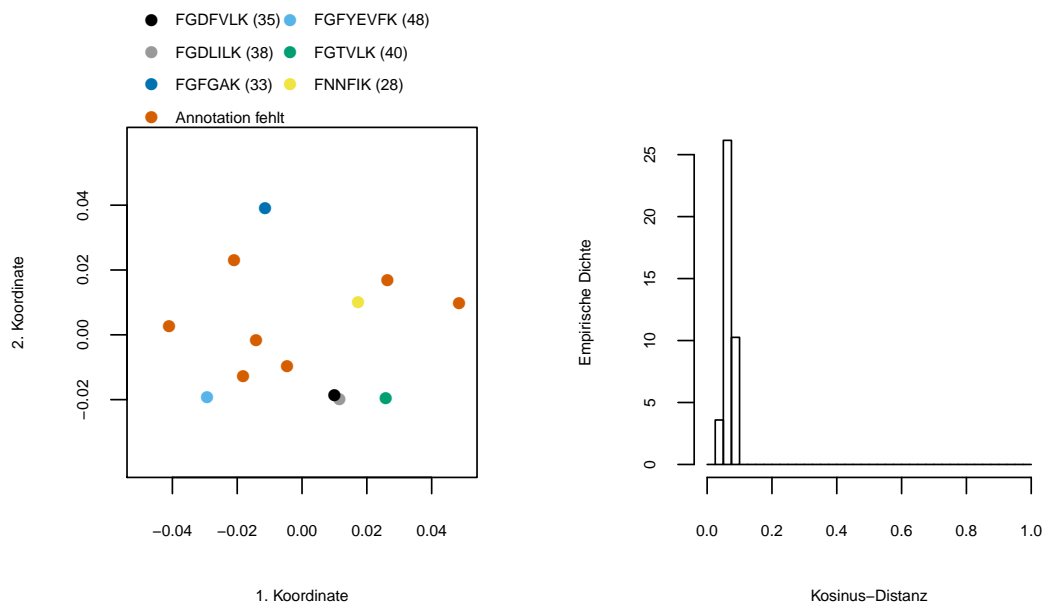 FGDFVLK (35) FGFYEVFK (48)
FGDLILK (38) FGTVLK (40)
FGFGAK (33) FNNFIK (28)
Annotation fehlt
2. Koordinate
0.04
0.02
0.00
−0.02
−0.04 −0.02 0.00 0.02 0.04
1. Koordinate
Empirische Dichte
25
20
15
10
5
0
0.0 0.2 0.4 0.6 0.8 1.0
Kosinus−Distanz